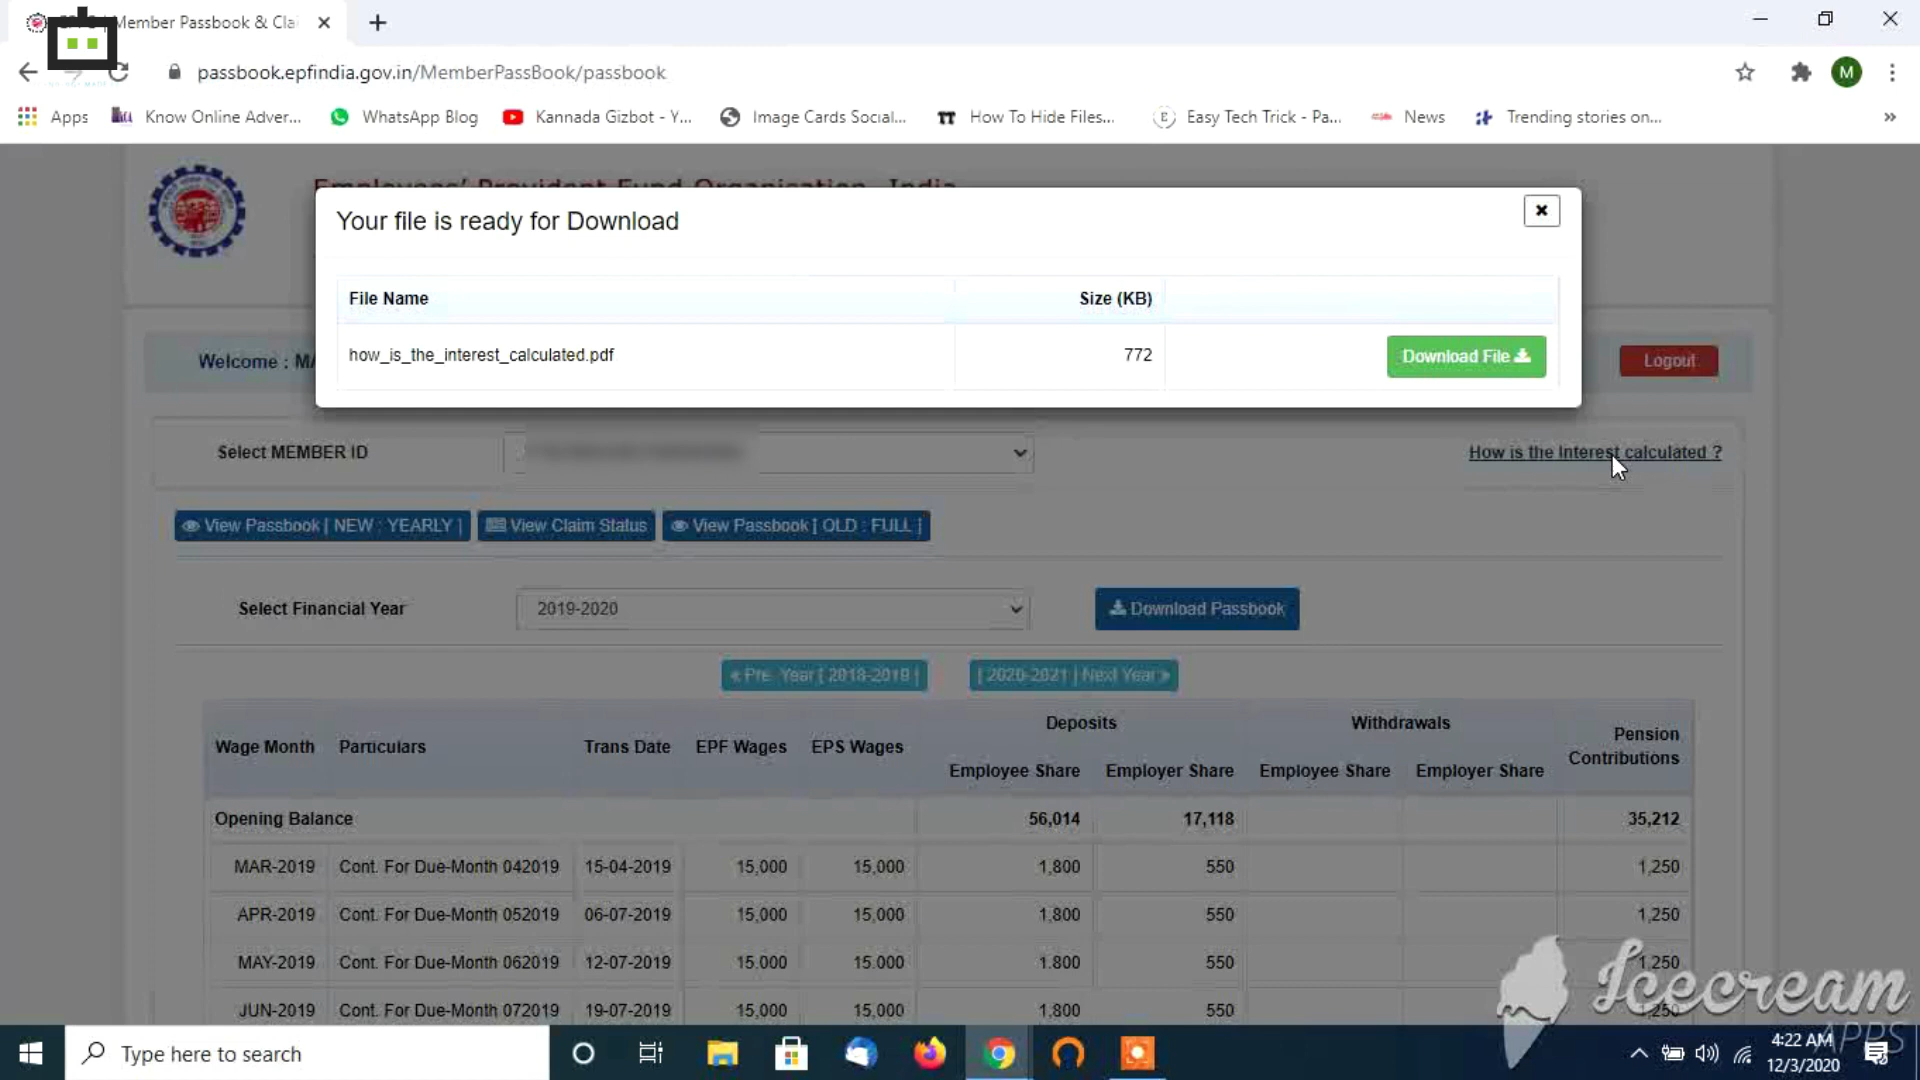 Member Passbook & Cla
passbook.epfindia.gov.in/MemberPassBook/passbook
Apps Know Online Adver... WhatsApp Blog Kannada Gizbot - Y... Image Cards Social... How To Hide Files... Easy Tech Trick - Pa... News Trending stories on...
Employees' Provident Fund Organisation, India
Your file is ready for Download
File Name Size (KB)
how_is_the_interest_calculated.pdf 772 Download File
Welcome : MA Logout
Select MEMBER ID How is the Interest calculated ?
View Passbook [ NEW : YEARLY ] View Claim Status View Passbook [ OLD : FULL ]
Select Financial Year 2019-2020 Download Passbook
« Pre. Year [ 2018-2019 ] [ 2020-2021 ] Next Year »
Deposits Withdrawals
Wage Month Particulars Trans Date EPF Wages EPS Wages Pension Contributions
Employee Share Employer Share Employee Share Employer Share
Opening Balance 56,014 17,118 35,212
MAR-2019 Cont. For Due-Month 042019 15-04-2019 15,000 15,000 1,800 550 1,250
APR-2019 Cont. For Due-Month 052019 06-07-2019 15,000 15,000 1,800 550 1,250
MAY-2019 Cont. For Due-Month 062019 12-07-2019 15,000 15,000 1,800 550 1,250
JUN-2019 Cont. For Due-Month 072019 19-07-2019 15,000 15,000 1,800 550 1,250
Icecream
APPS
Type here to search
4:22 AM
12/3/2020